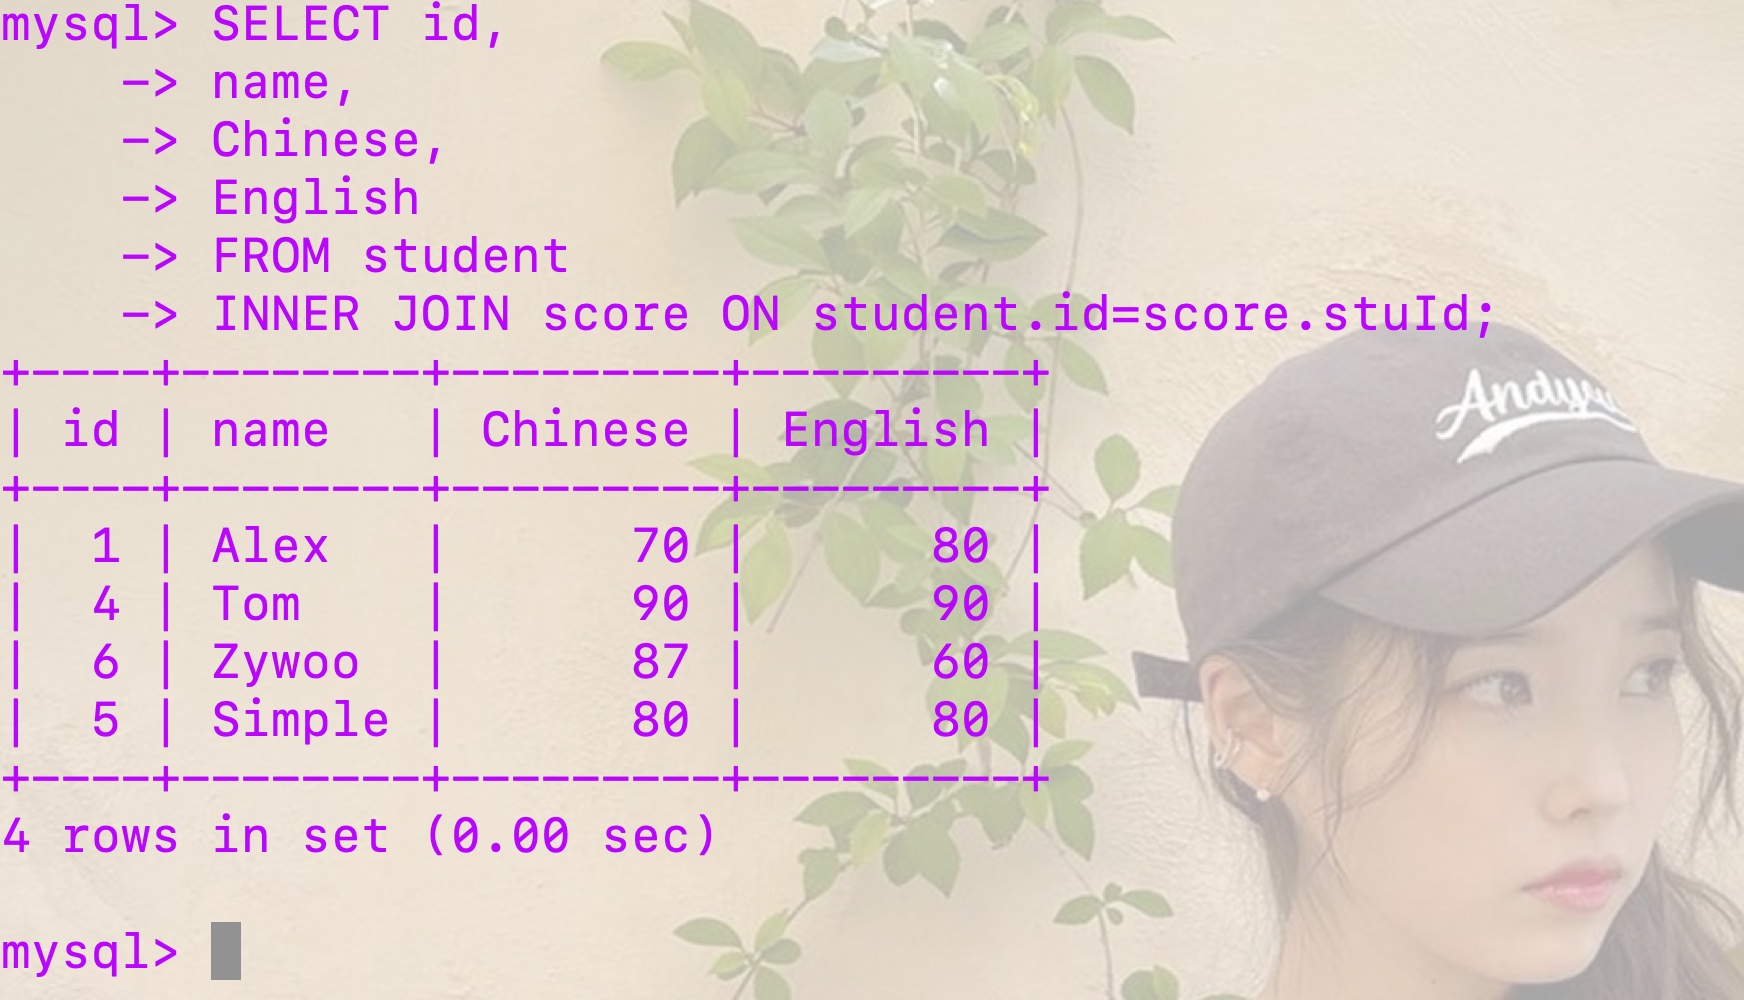 mysql> SELECT id,
    -> name,
    -> Chinese,
    -> English
    -> FROM student
    -> INNER JOIN score ON student.id=score.stuId;
+----+--------+---------+---------+
| id | name   | Chinese | English |
+----+--------+---------+---------+
|  1 | Alex   |      70 |      80 |
|  4 | Tom    |      90 |      90 |
|  6 | Zywoo  |      87 |      60 |
|  5 | Simple |      80 |      80 |
+----+--------+---------+---------+
4 rows in set (0.00 sec)

mysql>